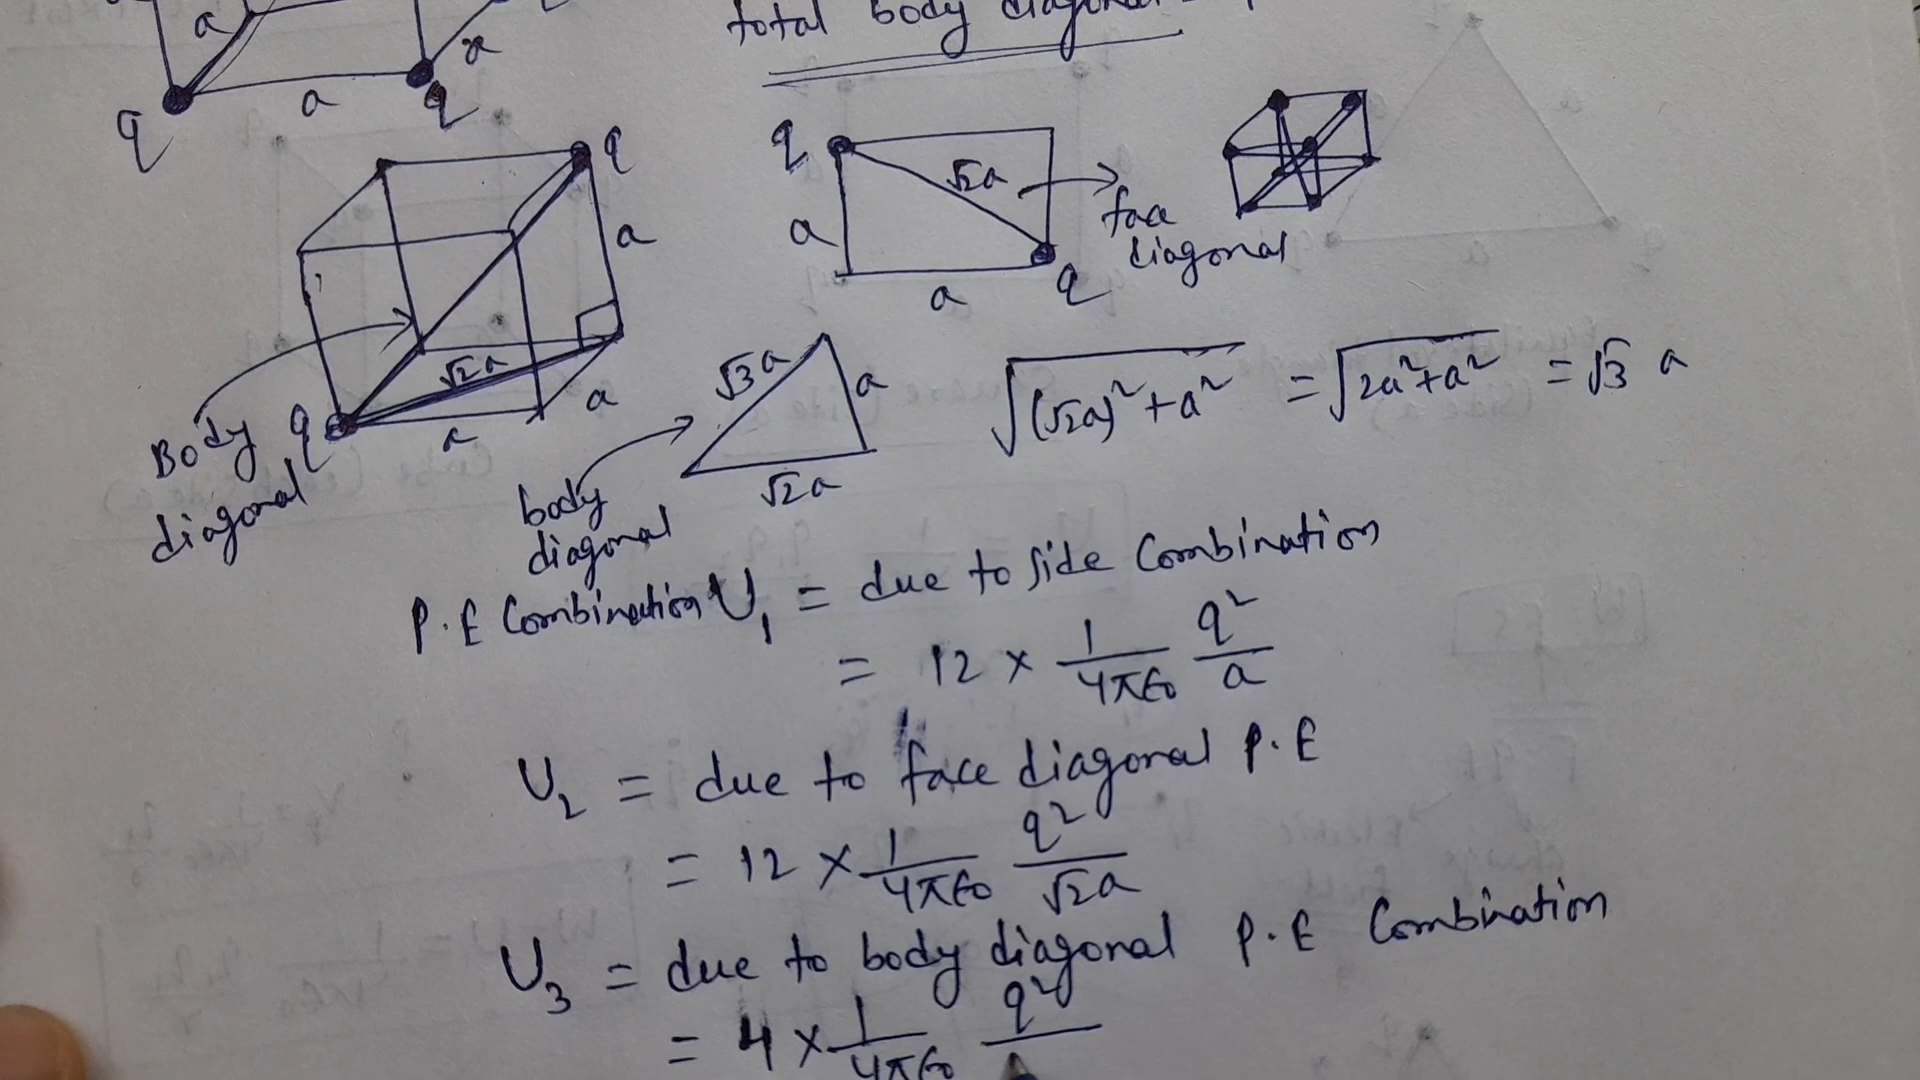 total body diagonal
a
a
a
q
q
q
a
a
a
√2a
q
Body diagonal
q
√2a
a
a
q
face diagonal
√3a
a
√2a
body diagonal
√(√2a)² + a² = √2a² + a² = √3 a
P.E Combination U₁ = due to side Combination
= 12 × 1/4πε₀ q²/a
U₂ = due to face diagonal P.E
= 12 × 1/4πε₀ q²/√2a
U₃ = due to body diagonal P.E Combination
= 4 × 1/4πε₀ q²